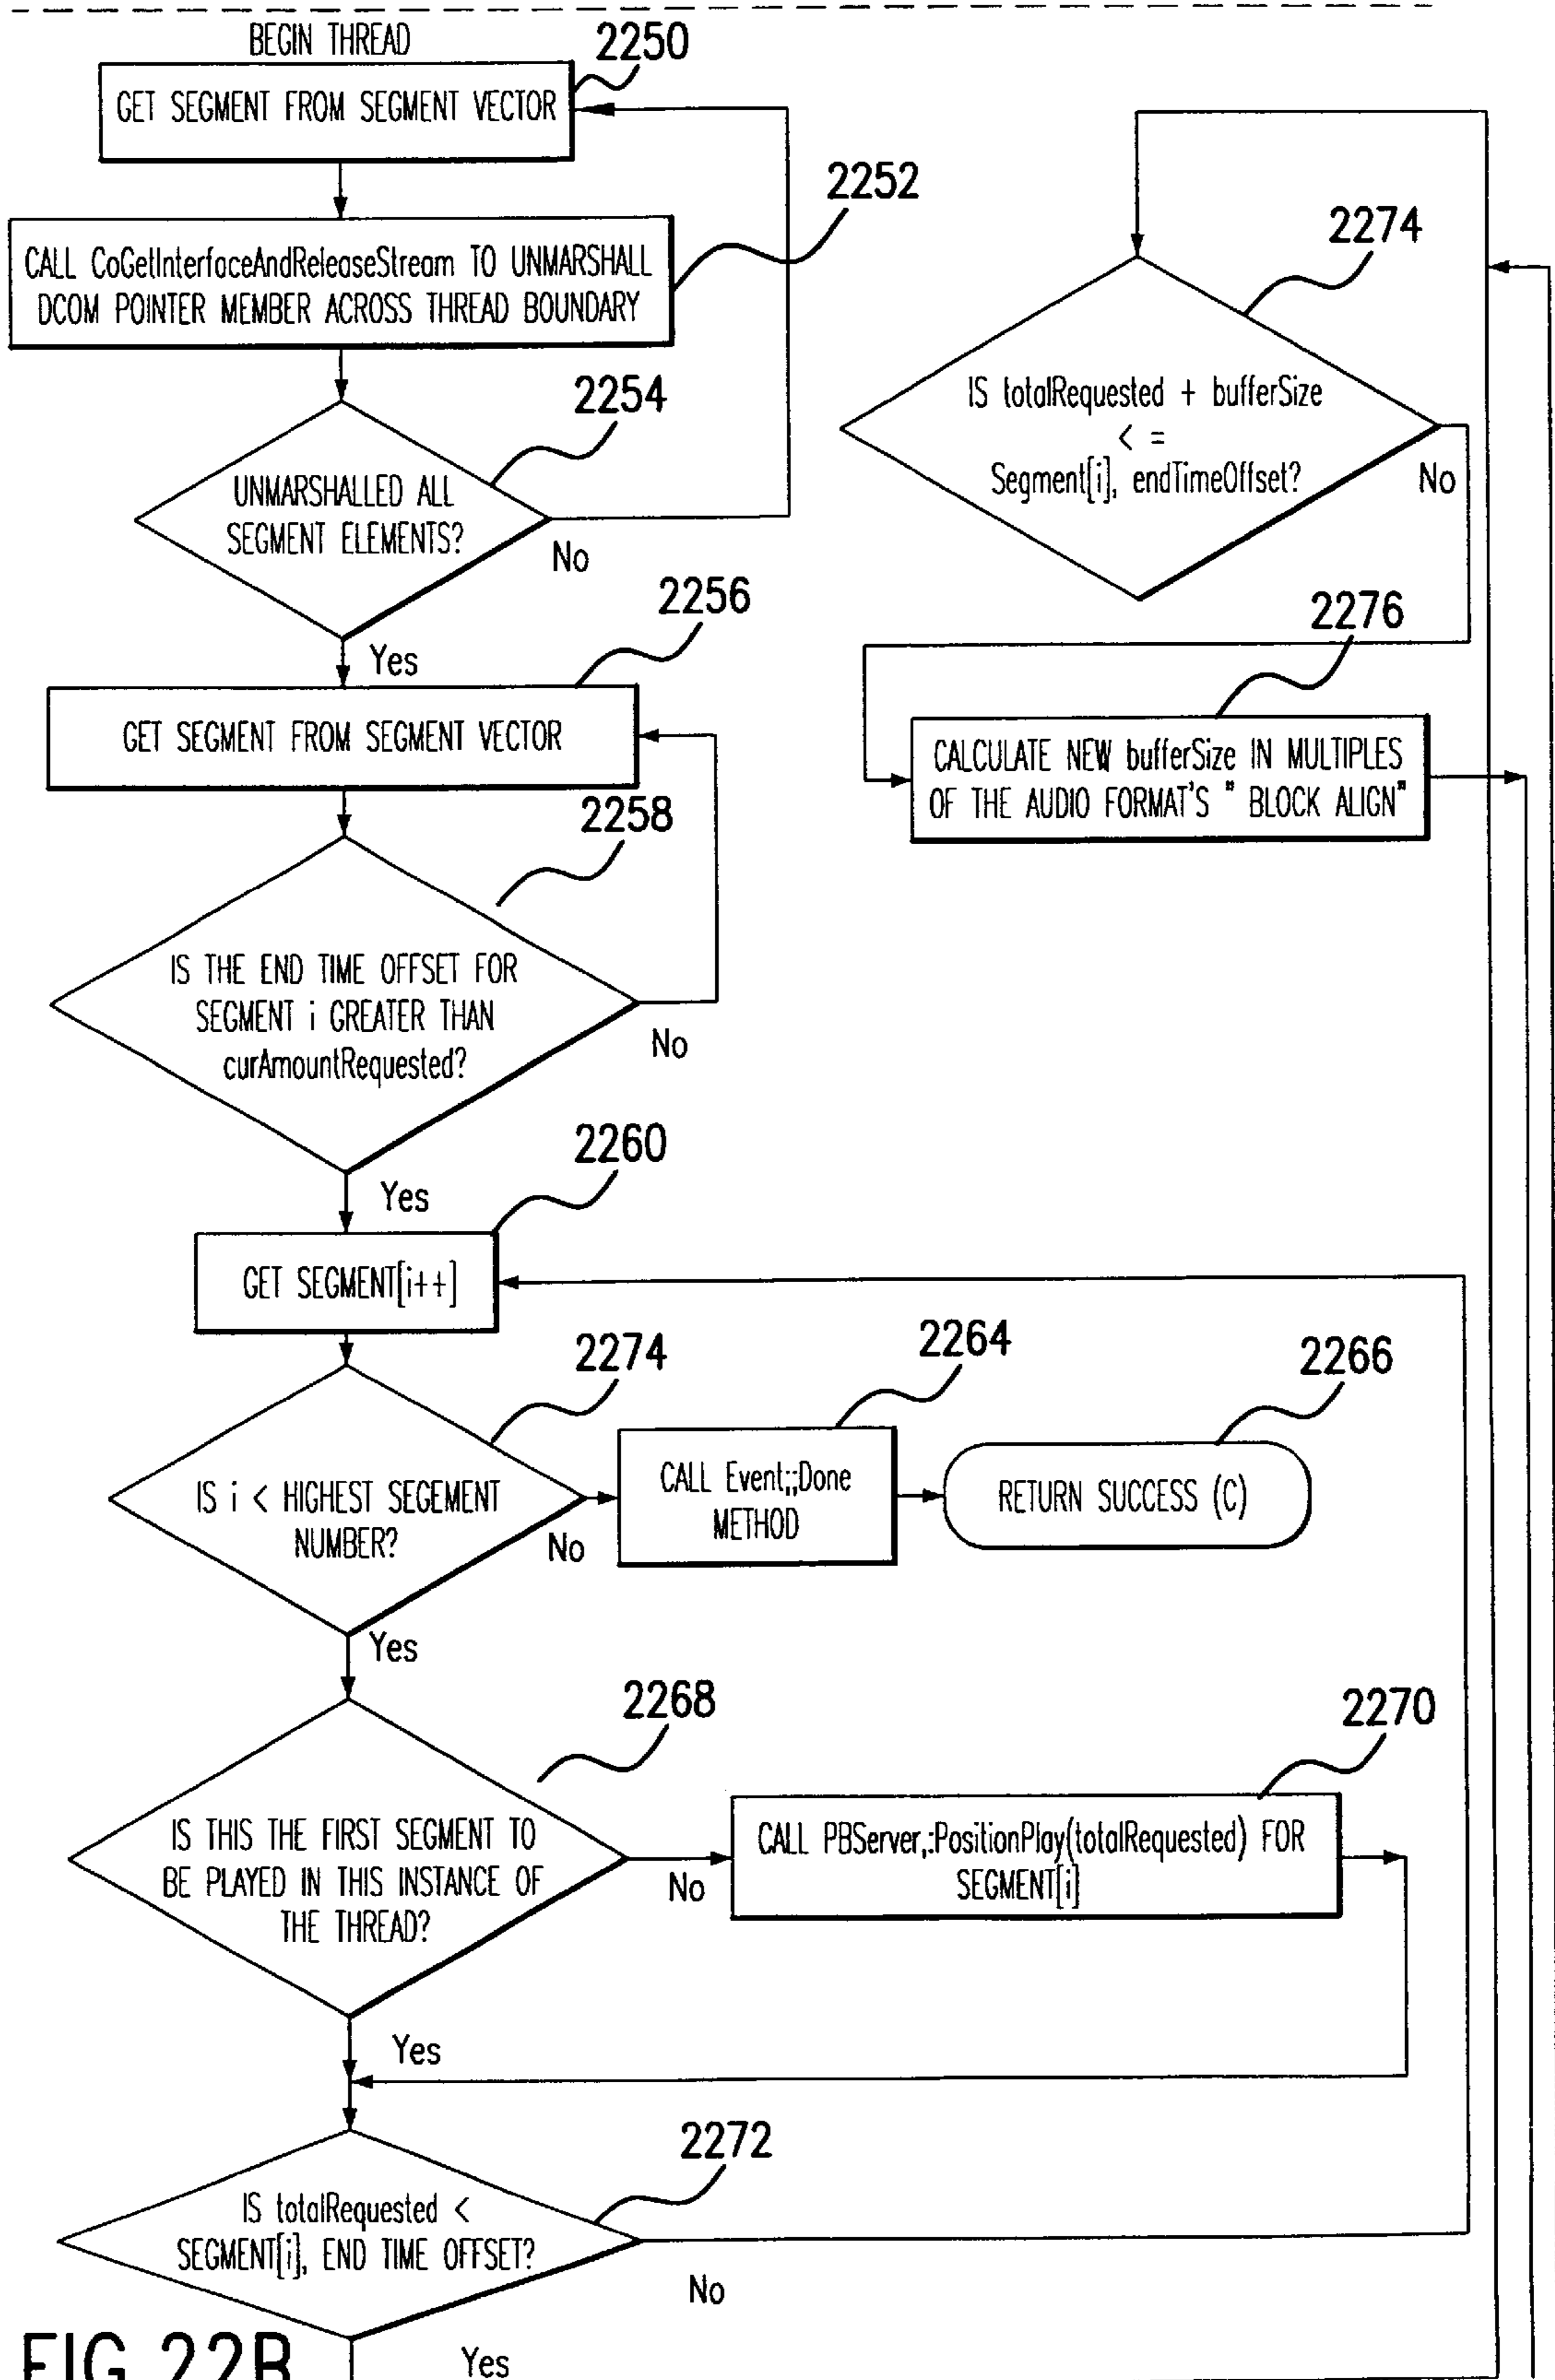 BEGIN THREAD
2250
GET SEGMENT FROM SEGMENT VECTOR
2252
CALL CoGetInterfaceAndReleaseStream TO UNMARSHALL
DCOM POINTER MEMBER ACROSS THREAD BOUNDARY
2254
UNMARSHALLED ALL
SEGMENT ELEMENTS?
No
Yes
2256
GET SEGMENT FROM SEGMENT VECTOR
2258
IS THE END TIME OFFSET FOR
SEGMENT i GREATER THAN
curAmountRequested?
No
Yes
2260
GET SEGMENT[i++]
2274
IS i < HIGHEST SEGEMENT
NUMBER?
No
Yes
2264
CALL Event;;Done
METHOD
2266
RETURN SUCCESS (C)
2268
IS THIS THE FIRST SEGMENT TO
BE PLAYED IN THIS INSTANCE OF
THE THREAD?
No
Yes
2270
CALL PBServer,:PositionPlay(totalRequested) FOR
SEGMENT[i]
2272
IS totalRequested <
SEGMENT[i], END TIME OFFSET?
No
Yes
2274
IS totalRequested + bufferSize
< =
Segment[i], endTimeOffset?
No
2276
CALCULATE NEW bufferSize IN MULTIPLES
OF THE AUDIO FORMAT'S " BLOCK ALIGN"
FIG.22B